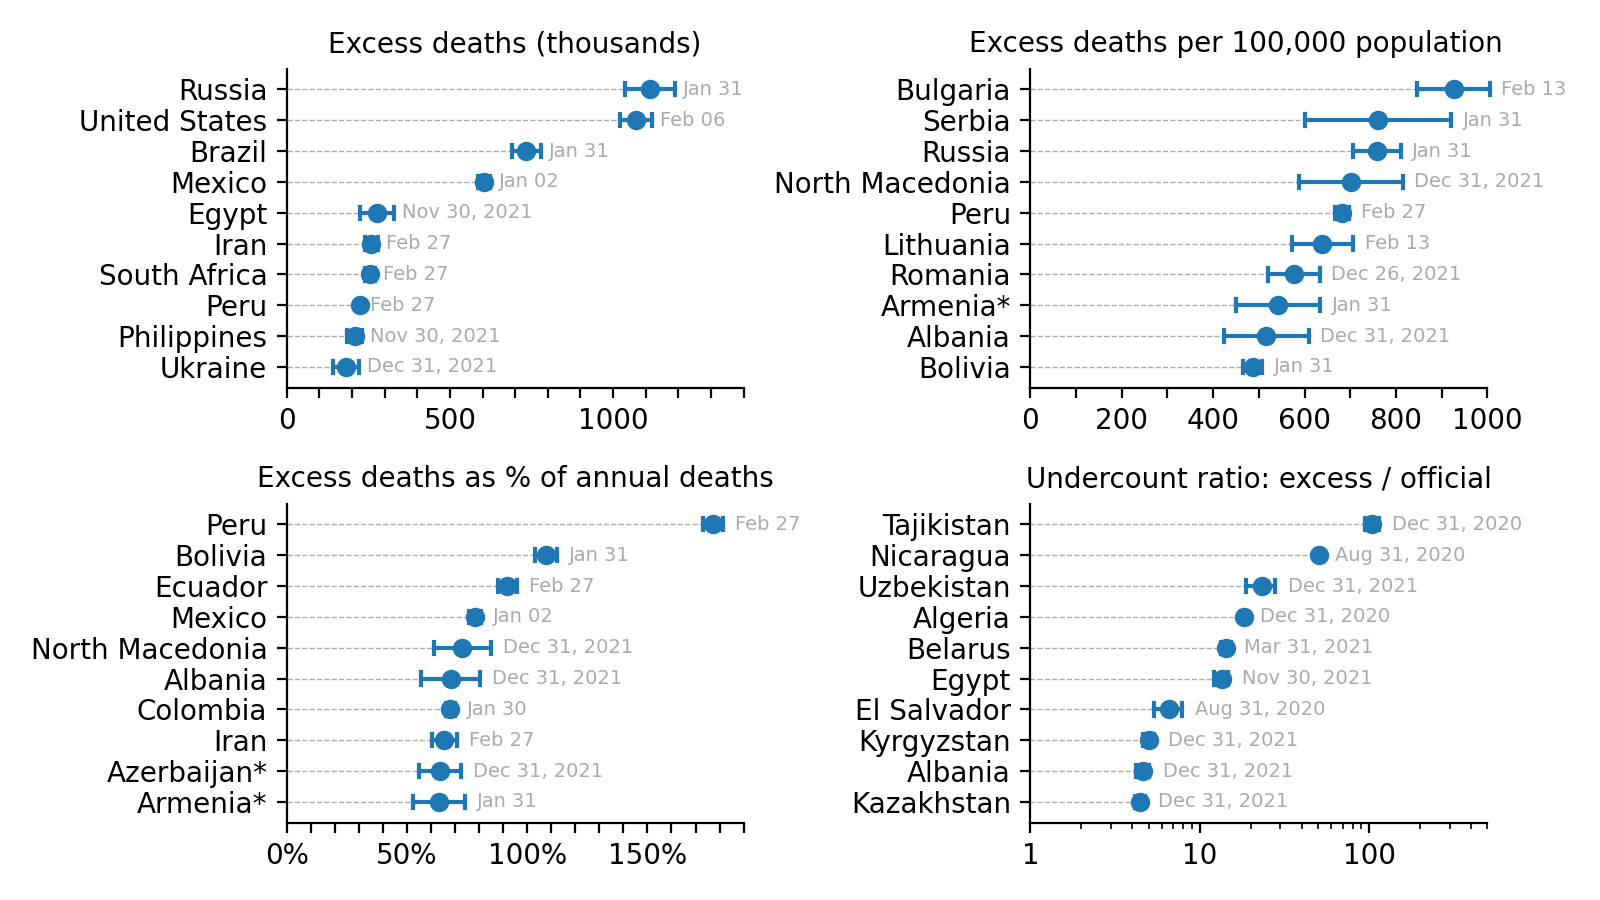 Excess deaths (thousands)
Russia Jan 31
United States Feb 06
Brazil Jan 31
Mexico Jan 02
Egypt Nov 30, 2021
Iran Feb 27
South Africa Feb 27
Peru Feb 27
Philippines Nov 30, 2021
Ukraine Dec 31, 2021
0 500 1000
Excess deaths per 100,000 population
Bulgaria Feb 13
Serbia Jan 31
Russia Jan 31
North Macedonia Dec 31, 2021
Peru Feb 27
Lithuania Feb 13
Romania Dec 26, 2021
Armenia* Jan 31
Albania Dec 31, 2021
Bolivia Jan 31
0 200 400 600 800 1000
Excess deaths as % of annual deaths
Peru Feb 27
Bolivia Jan 31
Ecuador Feb 27
Mexico Jan 02
North Macedonia Dec 31, 2021
Albania Dec 31, 2021
Colombia Jan 30
Iran Feb 27
Azerbaijan* Dec 31, 2021
Armenia* Jan 31
0% 50% 100% 150%
Undercount ratio: excess / official
Tajikistan Dec 31, 2020
Nicaragua Aug 31, 2020
Uzbekistan Dec 31, 2021
Algeria Dec 31, 2020
Belarus Mar 31, 2021
Egypt Nov 30, 2021
El Salvador Aug 31, 2020
Kyrgyzstan Dec 31, 2021
Albania Dec 31, 2021
Kazakhstan Dec 31, 2021
1 10 100